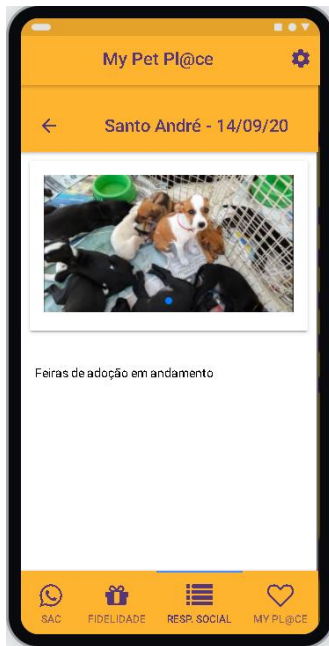 My Pet Pl@ce
Santo André - 14/09/20
Feiras de adoção em andamento
SAC
FIDELIDADE
RESP. SOCIAL
MY PL@CE